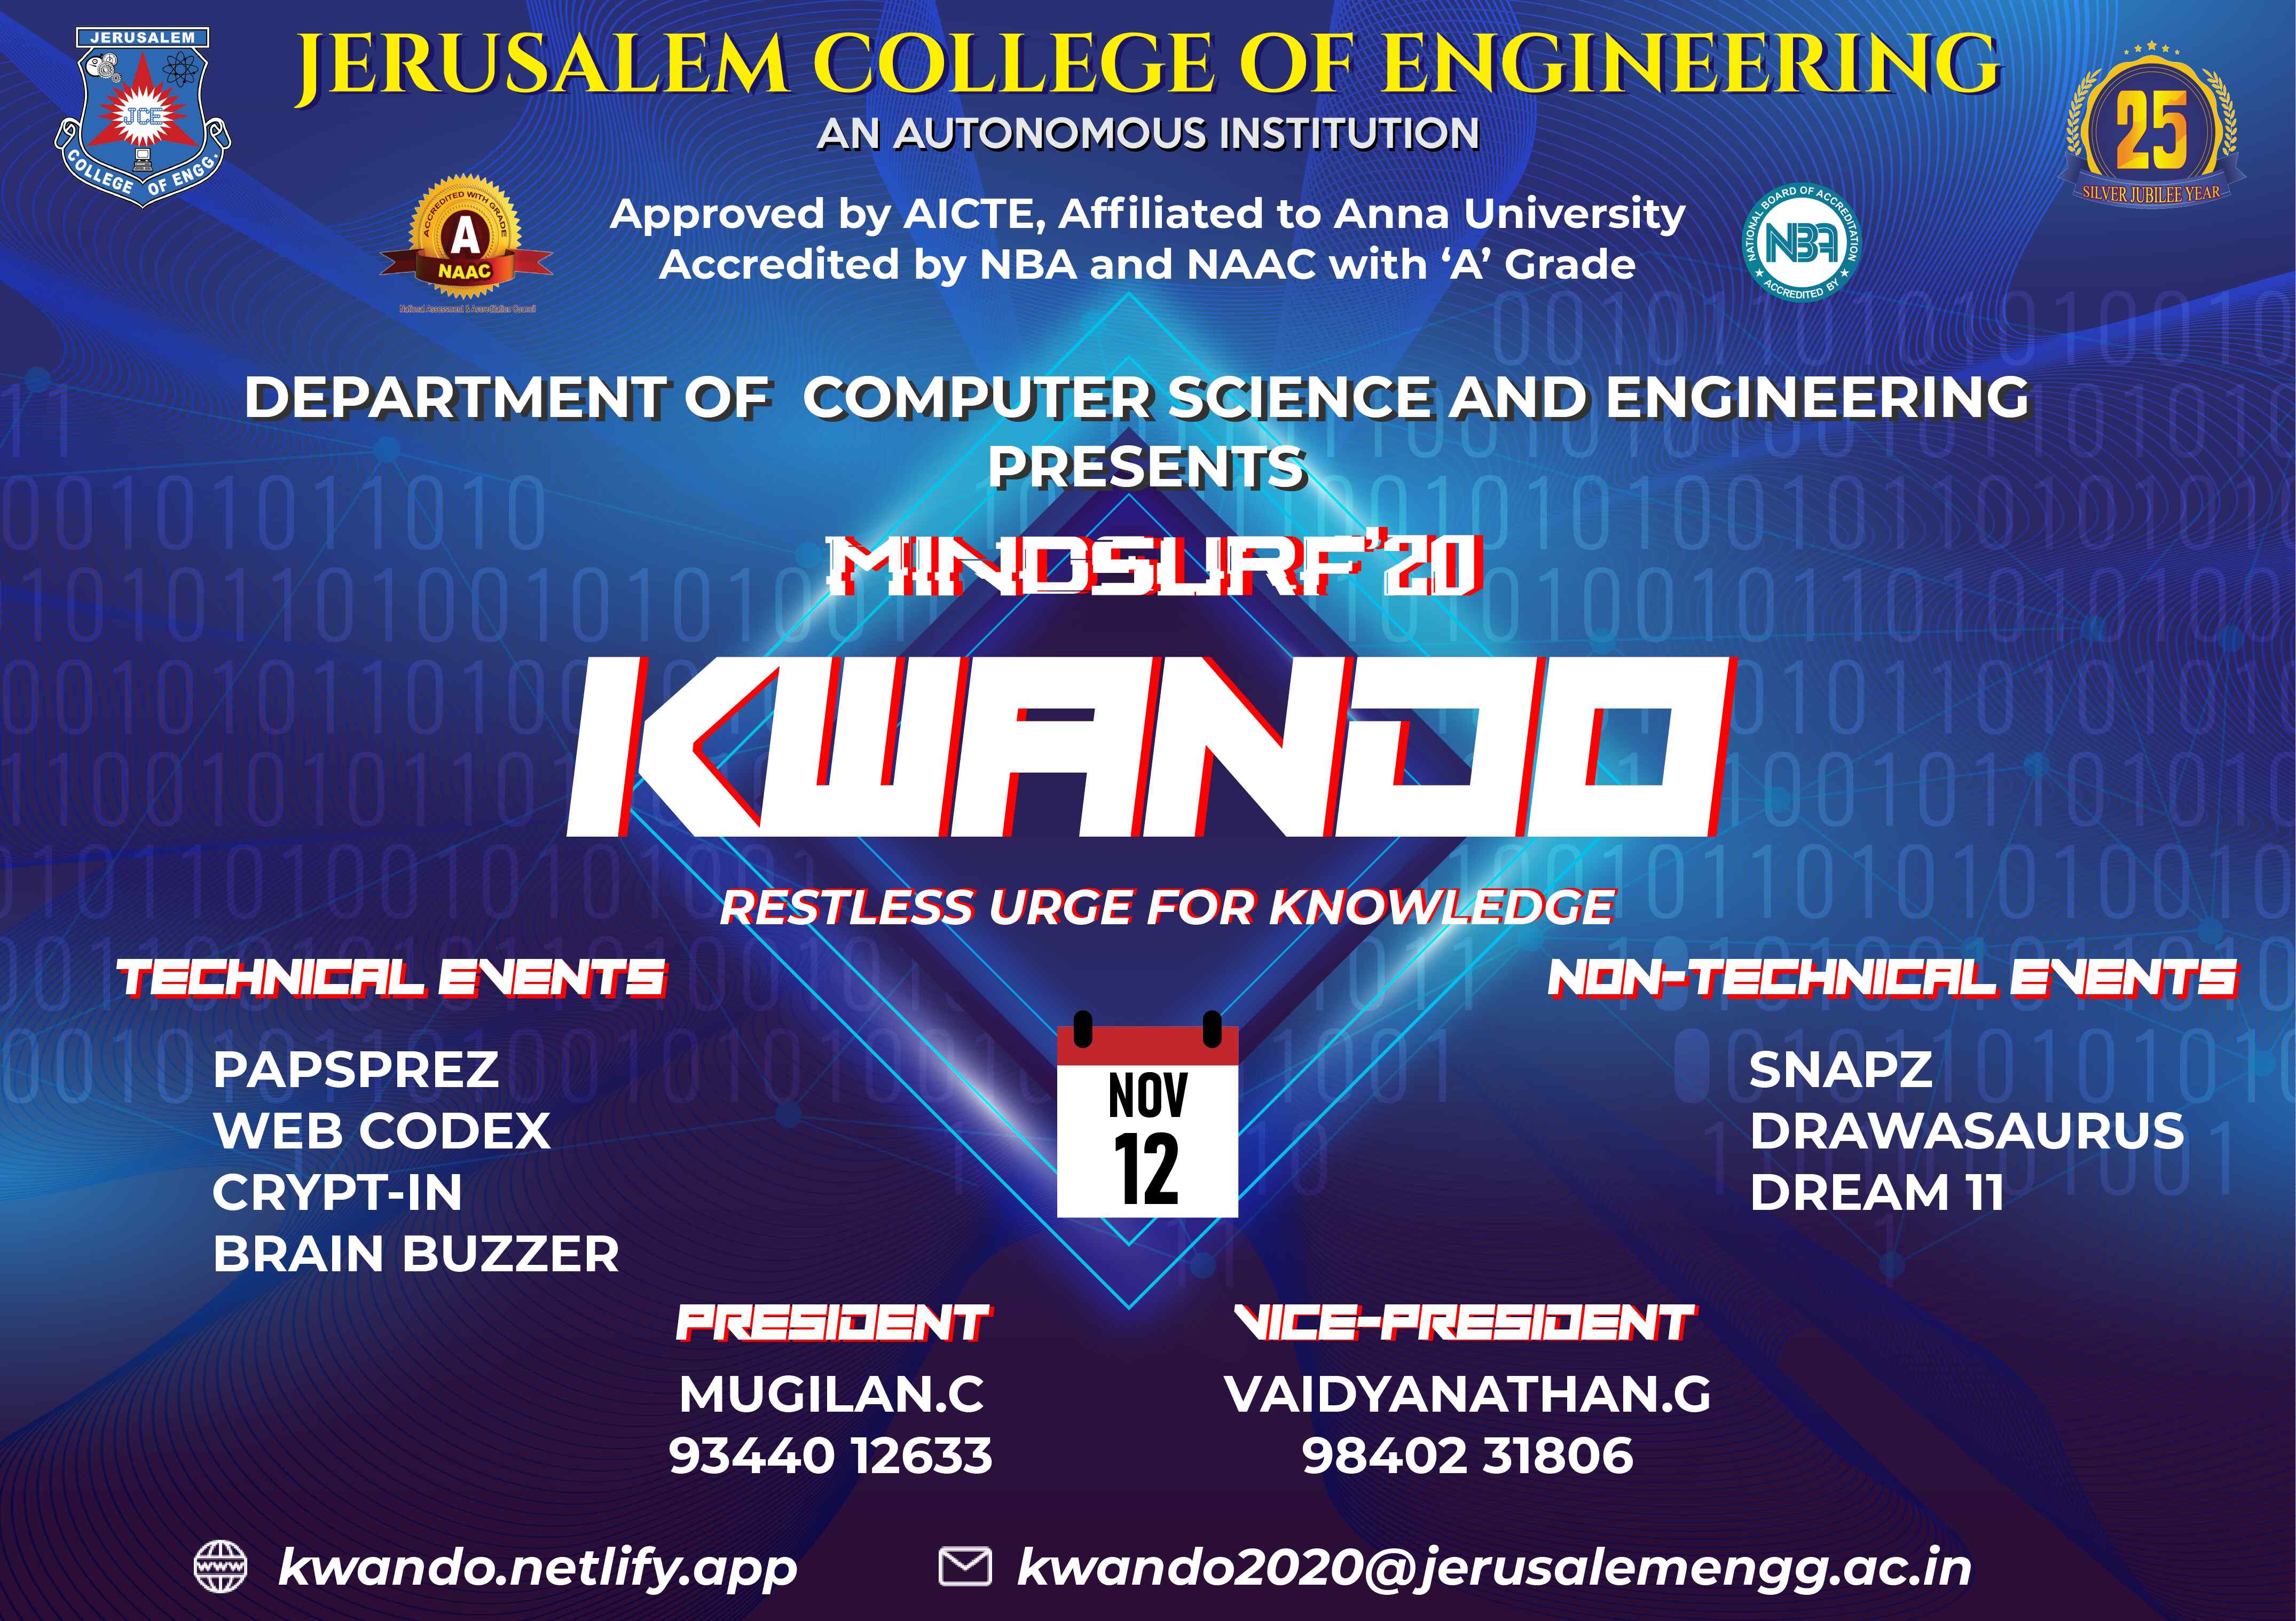 JERUSALEM
JCE
COLLEGE OF ENGG.
JERUSALEM COLLEGE OF ENGINEERING
AN AUTONOMOUS INSTITUTION
25
SILVER JUBILEE YEAR
ACCREDITED WITH GRADE
A
NAAC
National Assessment & Accreditation Council
Approved by AICTE, Affiliated to Anna University
Accredited by NBA and NAAC with ‘A’ Grade
NATIONAL BOARD OF ACCREDITATION
NBA
ACCREDITED BY
DEPARTMENT OF COMPUTER SCIENCE AND ENGINEERING
PRESENTS
MINDSURF’20
KWANDO
RESTLESS URGE FOR KNOWLEDGE
TECHNICAL EVENTS
PAPSPREZ
WEB CODEX
CRYPT-IN
BRAIN BUZZER
NOV
12
NON-TECHNICAL EVENTS
SNAPZ
DRAWASAURUS
DREAM 11
PRESIDENT
MUGILAN.C
93440 12633
VICE-PRESIDENT
VAIDYANATHAN.G
98402 31806
www
kwando.netlify.app
kwando2020@jerusalemengg.ac.in